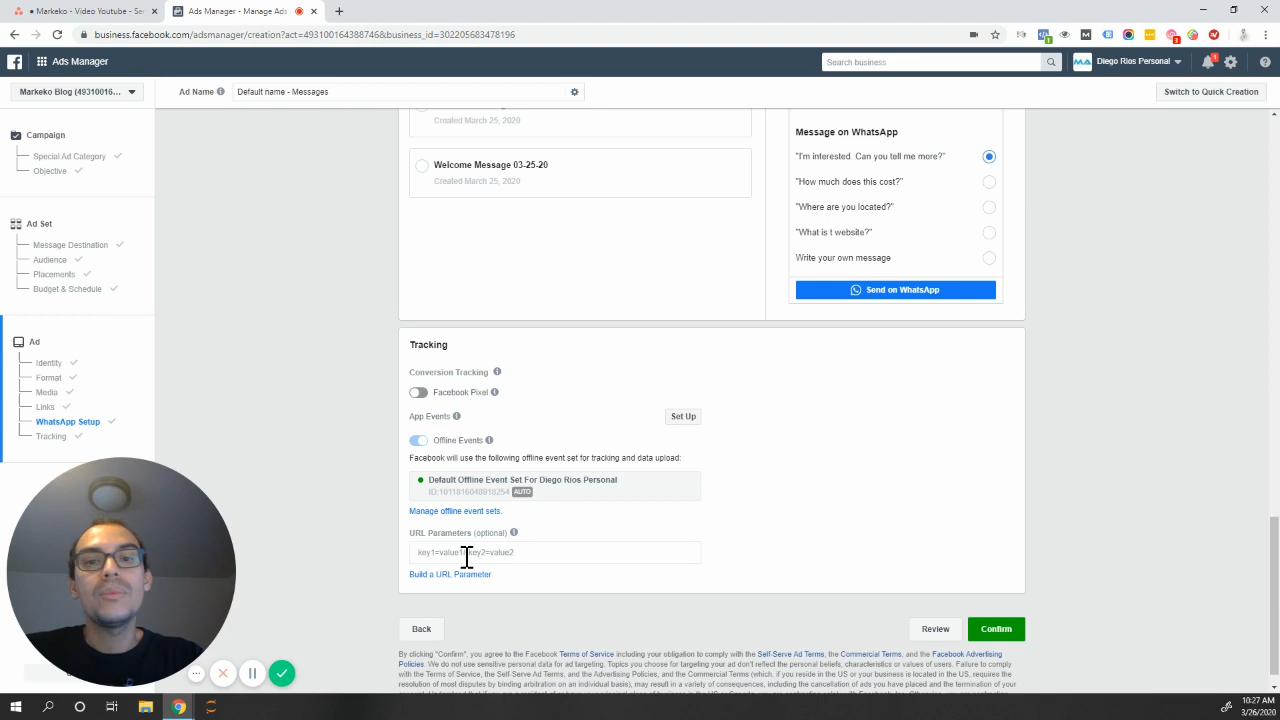 Markeko - Video Youtube - Ser
Ads Manager - Markeko
business.facebook.com/adsmanager/creation?act=493100164388746&business_id=302205683478196
Ads Manager
Search business
Diego Rios Personal
Markeko Blog (49310016...
Ad Name
Default name - Messages
Switch to Quick Creation
Campaign
Special Ad Category
Objective
Ad Set
Message Destination
Audience
Placements
Budget & Schedule
Ad
Identity
Format
Media
Links
WhatsApp Setup
Tracking
Created March 25, 2020
Welcome Message 03-25-20
Created March 25, 2020
Message on WhatsApp
"I'm interested. Can you tell me more?"
"How much does this cost?"
"Where are you located?"
"What is t website?"
Write your own message
Send on WhatsApp
Tracking
Conversion Tracking
Facebook Pixel
App Events
Set Up
Offline Events
Facebook will use the following offline event set for tracking and data upload:
Default Offline Event Set For Diego Rios Personal
ID:1011816048918254 AUTO
Manage offline event sets.
URL Parameters (optional)
key1=value1&key2=value2
Build a URL Parameter
Back
Review
Confirm
By clicking "Confirm", you agree to the Facebook Terms of Service including your obligation to comply with the Self-Serve Ad Terms, the Commercial Terms, and the Facebook Advertising
Policies. We do not use sensitive personal data for ad targeting. Topics you choose for targeting your ad don't reflect the personal beliefs, characteristics or values of users. Failure to comply
with the Terms of Service, the Self-Serve Ad Terms, and the Advertising Policies, and the Commercial Terms (which, if you reside in the US or your business is located in the US, requires the
resolution of most disputes by binding arbitration on an individual basis), may result in a variety of consequences, including the cancellation of ads you have placed and the termination of your
10:27 AM
3/26/2020